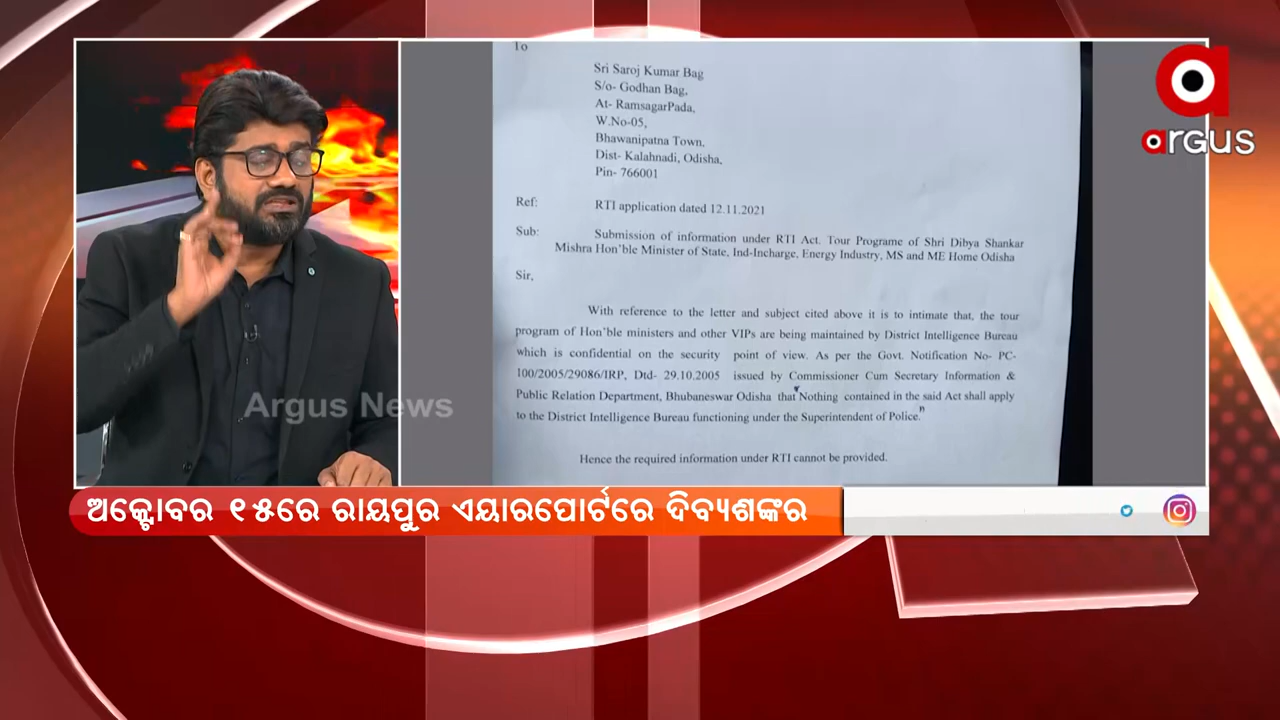 To
Sri Saroj Kumar Bag
S/o- Godhan Bag,
At- RamsagarPada,
W.No-05,
Bhawanipatna Town,
Dist- Kalahnadi, Odisha,
Pin- 766001
Ref: RTI application dated 12.11.2021
Sub: Submission of information under RTI Act. Tour Programe of Shri Dibya Shankar
Mishra Hon'ble Minister of State, Ind-Incharge, Energy Industry, MS and ME Home Odisha
Sir,
With reference to the letter and subject cited above it is to intimate that, the tour
program of Hon'ble ministers and other VIPs are being maintained by District Intelligence Bureau
which is confidential on the security point of view. As per the Govt. Notification No- PC-
100/2005/29086/IRP, Dtd- 29.10.2005 issued by Commissioner Cum Secretary Information &
Public Relation Department, Bhubaneswar Odisha that "Nothing contained in the said Act shall apply
to the District Intelligence Bureau functioning under the Superintendent of Police."
Hence the required information under RTI cannot be provided.
argus
Argus News
ଅକ୍ଟୋବର ୧୫ରେ ରାୟପୁର ଏୟାରପୋର୍ଟରେ ଦିବ୍ୟଶଙ୍କର